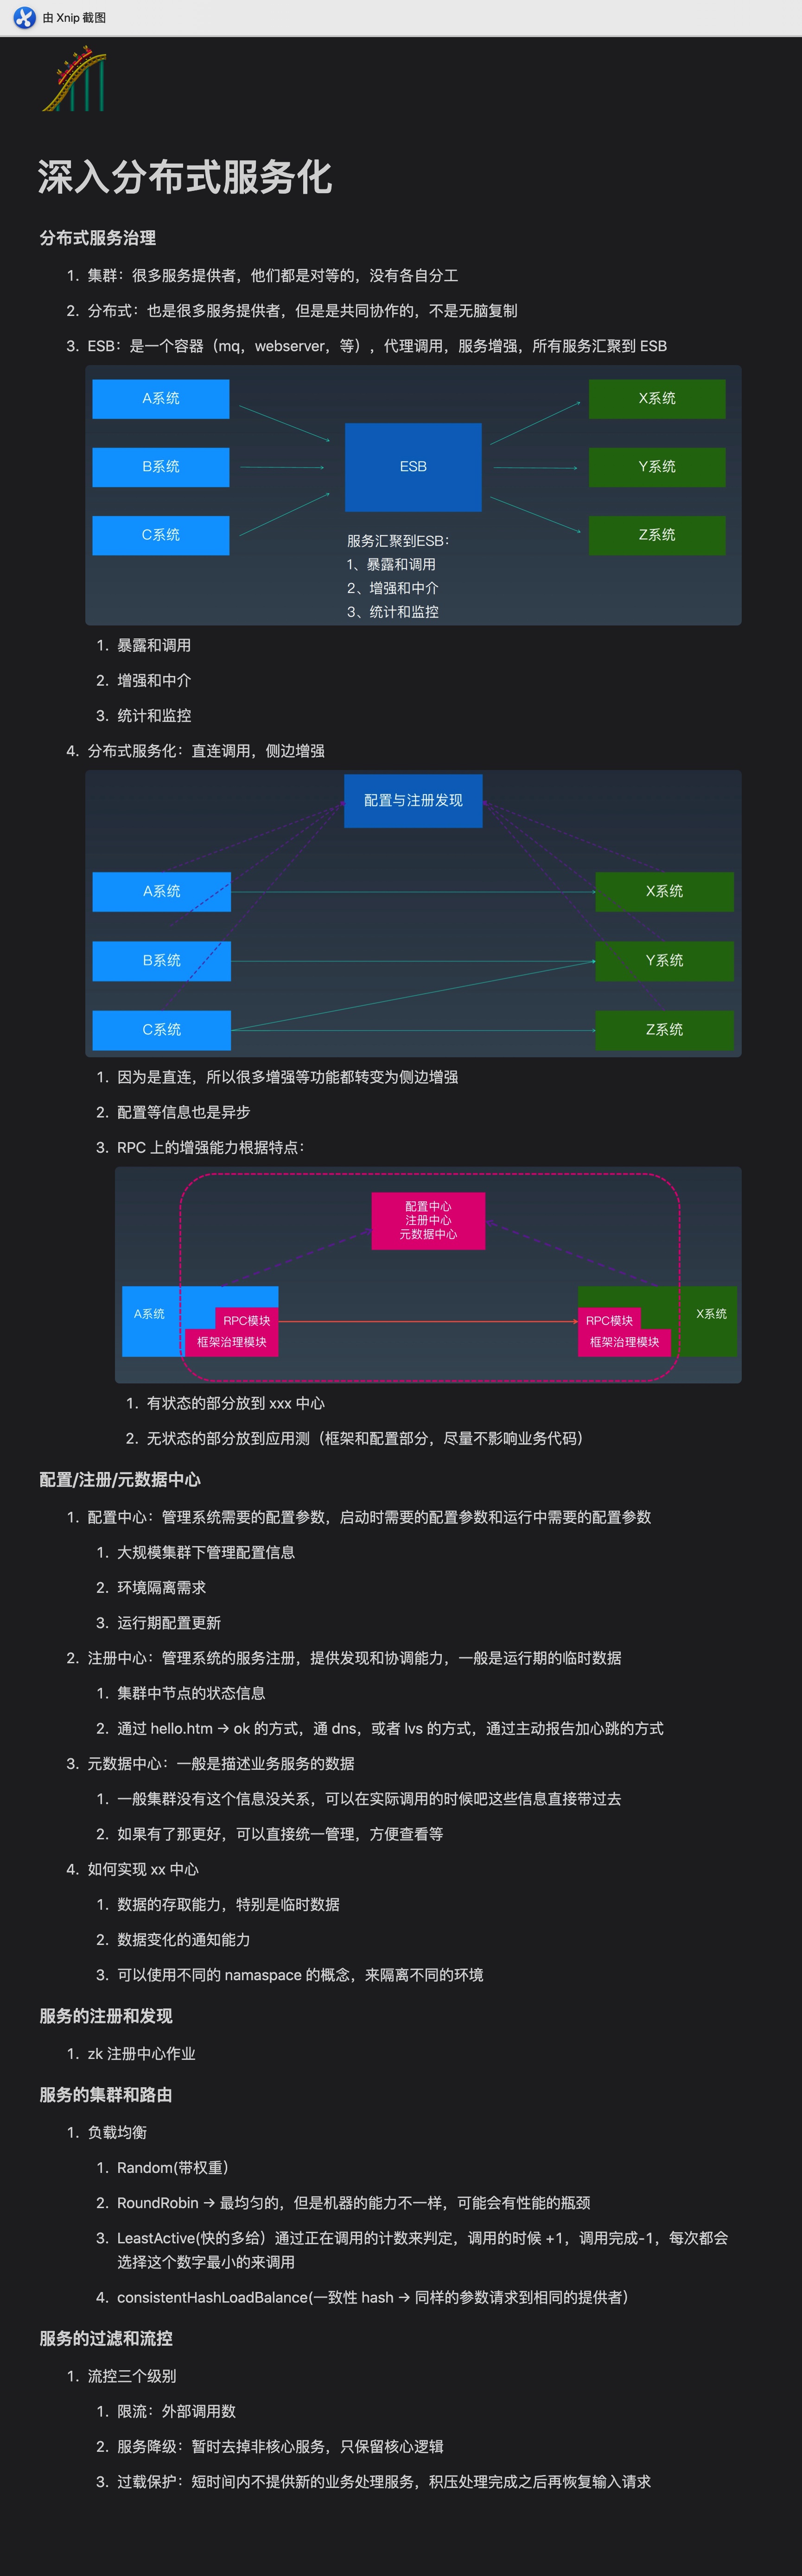 由 Xnip 截图
深入分布式服务化
分布式服务治理
1. 集群：很多服务提供者，他们都是对等的，没有各自分工
2. 分布式：也是很多服务提供者，但是是共同协作的，不是无脑复制
3. ESB：是一个容器（mq，webserver，等），代理调用，服务增强，所有服务汇聚到 ESB
A系统
X系统
B系统
ESB
Y系统
C系统
Z系统
服务汇聚到ESB：
1、暴露和调用
2、增强和中介
3、统计和监控
1. 暴露和调用
2. 增强和中介
3. 统计和监控
4. 分布式服务化：直连调用，侧边增强
配置与注册发现
A系统
X系统
B系统
Y系统
C系统
Z系统
1. 因为是直连，所以很多增强等功能都转变为侧边增强
2. 配置等信息也是异步
3. RPC 上的增强能力根据特点：
配置中心
注册中心
元数据中心
A系统
X系统
RPC模块
RPC模块
框架治理模块
框架治理模块
1. 有状态的部分放到 xxx 中心
2. 无状态的部分放到应用测（框架和配置部分，尽量不影响业务代码）
配置/注册/元数据中心
1. 配置中心：管理系统需要的配置参数，启动时需要的配置参数和运行中需要的配置参数
1. 大规模集群下管理配置信息
2. 环境隔离需求
3. 运行期配置更新
2. 注册中心：管理系统的服务注册，提供发现和协调能力，一般是运行期的临时数据
1. 集群中节点的状态信息
2. 通过 hello.htm → ok 的方式，通 dns，或者 lvs 的方式，通过主动报告加心跳的方式
3. 元数据中心：一般是描述业务服务的数据
1. 一般集群没有这个信息没关系，可以在实际调用的时候吧这些信息直接带过去
2. 如果有了那更好，可以直接统一管理，方便查看等
4. 如何实现 xx 中心
1. 数据的存取能力，特别是临时数据
2. 数据变化的通知能力
3. 可以使用不同的 namaspace 的概念，来隔离不同的环境
服务的注册和发现
1. zk 注册中心作业
服务的集群和路由
1. 负载均衡
1. Random(带权重）
2. RoundRobin → 最均匀的，但是机器的能力不一样，可能会有性能的瓶颈
3. LeastActive(快的多给）通过正在调用的计数来判定，调用的时候 +1，调用完成-1，每次都会
选择这个数字最小的来调用
4. consistentHashLoadBalance(一致性 hash → 同样的参数请求到相同的提供者)
服务的过滤和流控
1. 流控三个级别
1. 限流：外部调用数
2. 服务降级：暂时去掉非核心服务，只保留核心逻辑
3. 过载保护：短时间内不提供新的业务处理服务，积压处理完成之后再恢复输入请求